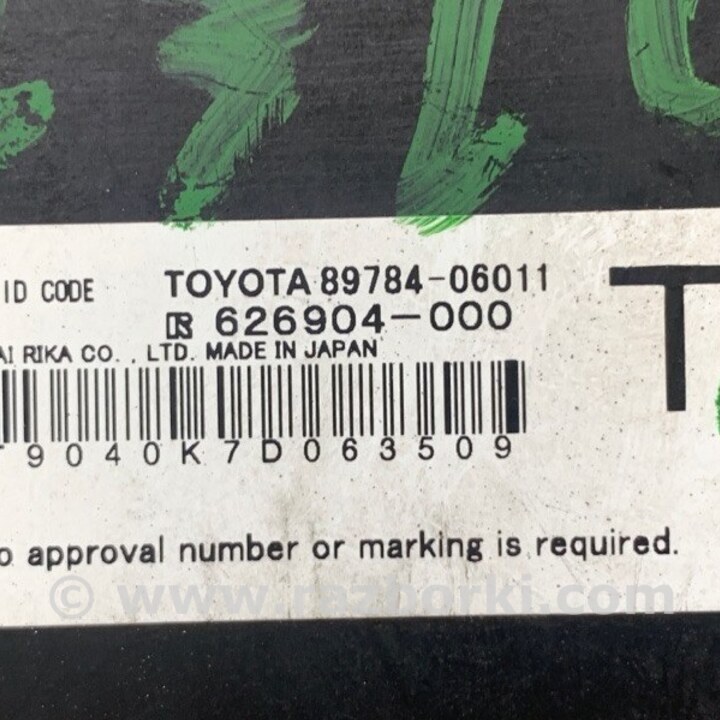 ID CODE TOYOTA 89784-06011
626904-000
AI RIKA CO., LTD. MADE IN JAPAN
T
9040K7D063509
o approval number or marking is required.
© www.razborki.com